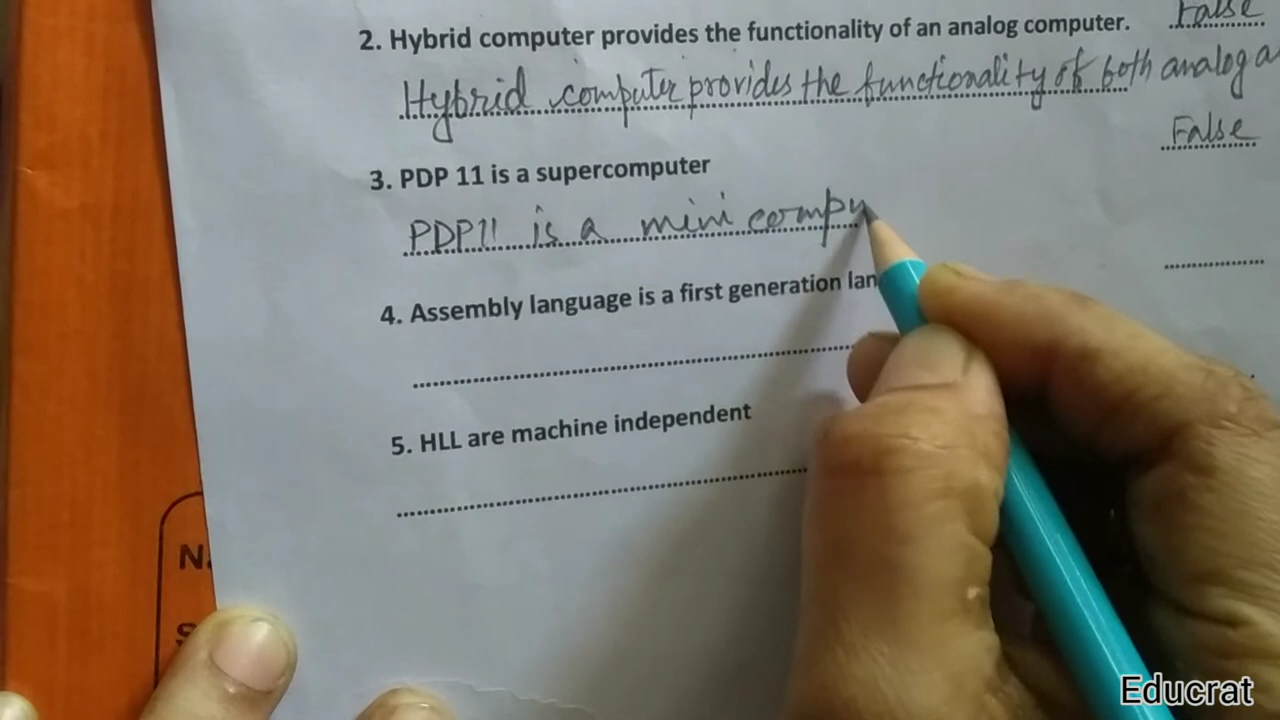 2. Hybrid computer provides the functionality of an analog computer. False
Hybrid computer provides the functionality of both analog a
False
3. PDP 11 is a supercomputer
PDP11 is a mini compu
4. Assembly language is a first generation lan
5. HLL are machine independent
Educrat